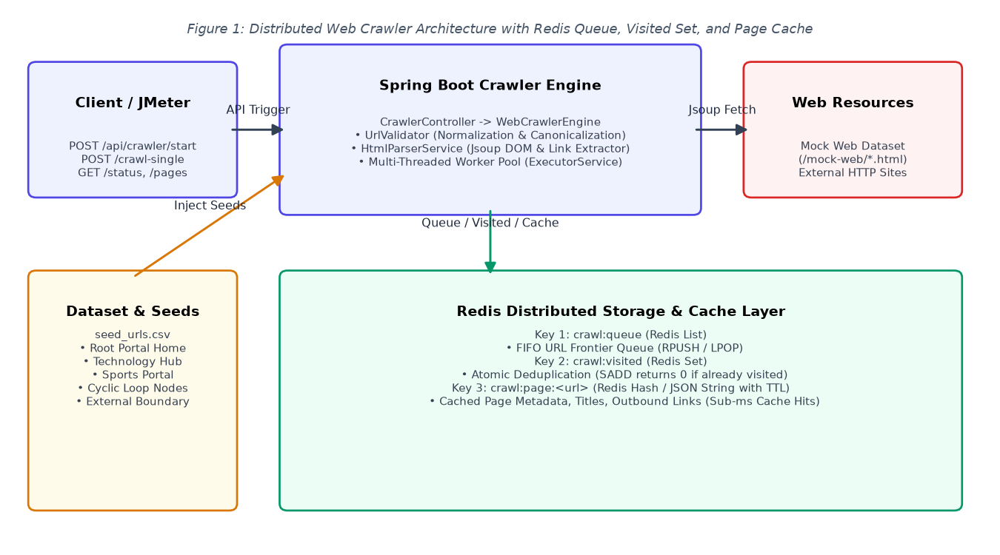 Figure 1: Distributed Web Crawler Architecture with Redis Queue, Visited Set, and Page Cache
Client / JMeter
POST /api/crawler/start
POST /crawl-single
GET /status, /pages
API Trigger
Spring Boot Crawler Engine
CrawlerController -> WebCrawlerEngine
• UrlValidator (Normalization & Canonicalization)
• HtmlParserService (Jsoup DOM & Link Extractor)
• Multi-Threaded Worker Pool (ExecutorService)
Jsoup Fetch
Web Resources
Mock Web Dataset
(/mock-web/*.html)
External HTTP Sites
Inject Seeds
Queue / Visited / Cache
Dataset & Seeds
seed_urls.csv
• Root Portal Home
• Technology Hub
• Sports Portal
• Cyclic Loop Nodes
• External Boundary
Redis Distributed Storage & Cache Layer
Key 1: crawl:queue (Redis List)
• FIFO URL Frontier Queue (RPUSH / LPOP)
Key 2: crawl:visited (Redis Set)
• Atomic Deduplication (SADD returns 0 if already visited)
Key 3: crawl:page:<url> (Redis Hash / JSON String with TTL)
• Cached Page Metadata, Titles, Outbound Links (Sub-ms Cache Hits)